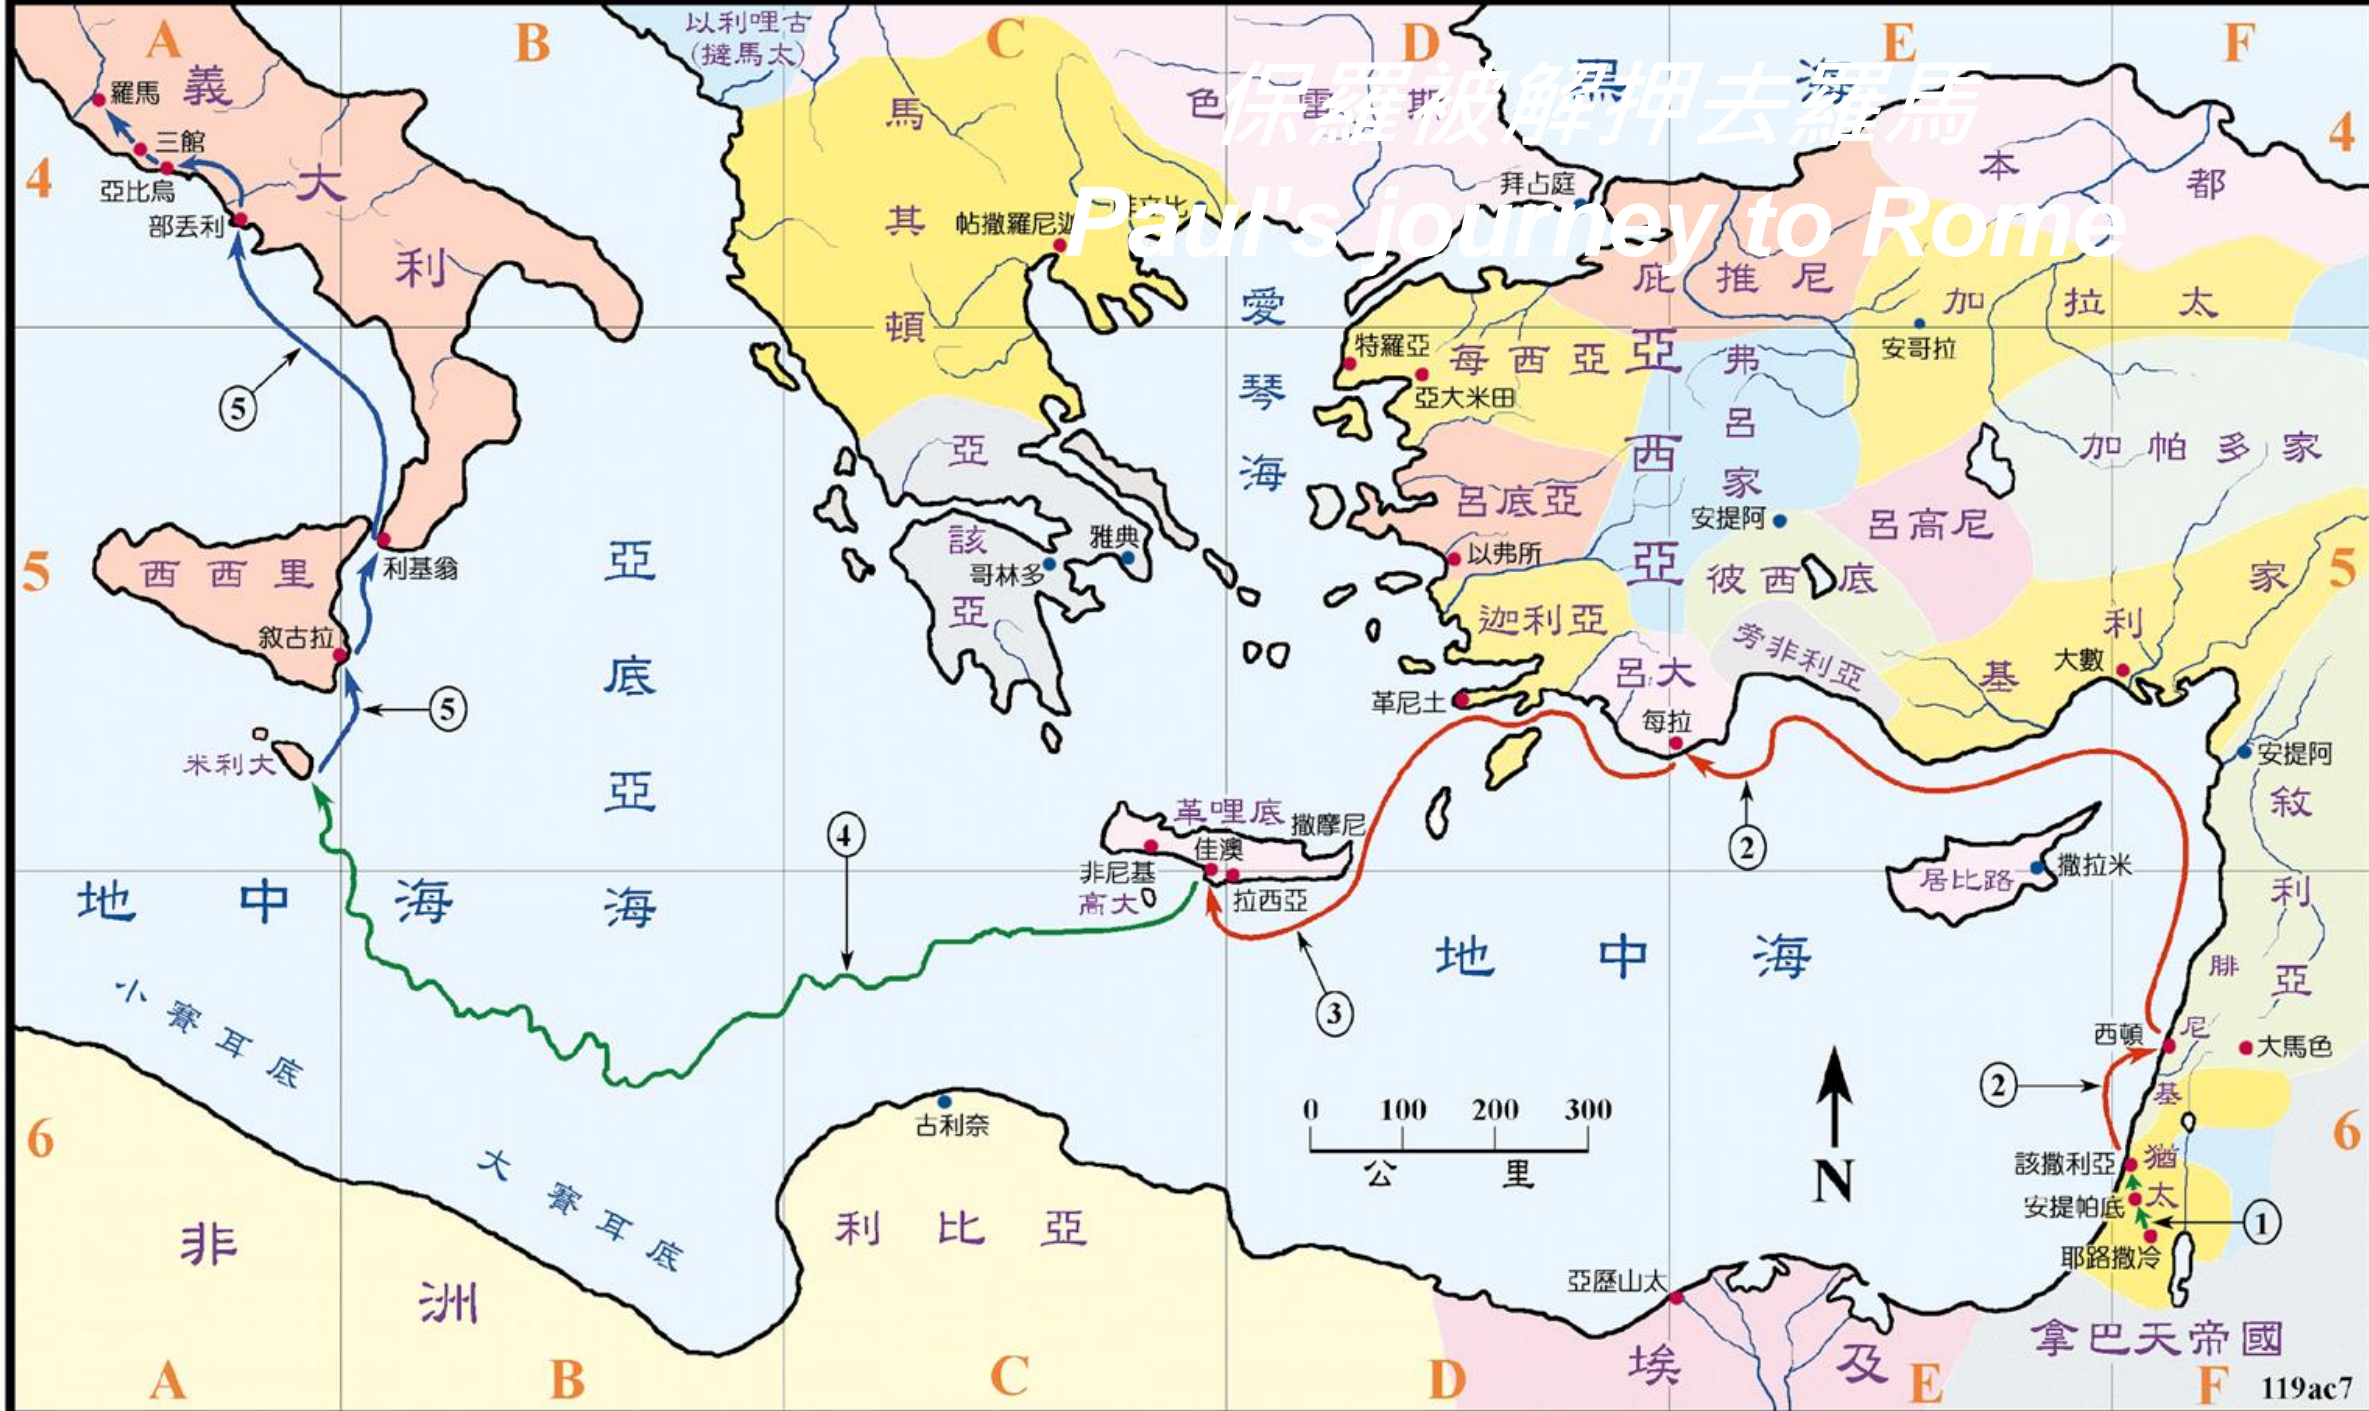 A
B
C
D
E
F
以利哩古
(撻馬太)
保羅被解押去羅馬
Paul's journey to Rome
黑海
4
4
羅馬
義大利
三館
亞比烏
部丟利
馬其頓
色雷斯
帖撒羅尼迦
腓立比
拜占庭
本都
庇推尼
加拉太
愛琴海
特羅亞
每西亞
亞西亞
弗呂家
安哥拉
亞大米田
加帕多家
亞該亞
呂底亞
安提阿
呂高尼
5
5
西西里
利基翁
亞底亞海
雅典
哥林多
以弗所
彼西底
迦利亞
旁非利亞
基利家
大數
敘古拉
呂大
革尼土
每拉
安提阿
米利大
5
5
4
2
革哩底
撒摩尼
佳澳
非尼基
高大
拉西亞
居比路
撒拉米
敘利亞
地中海
地中海
小賽耳底
3
腓尼基
西頓
大馬色
2
0 100 200 300
公里
N
6
6
古利奈
大賽耳底
該撒利亞
猶太
安提帕底
1
耶路撒冷
非洲
利比亞
亞歷山太
埃及
拿巴天帝國
A
B
C
D
E
F
119ac7